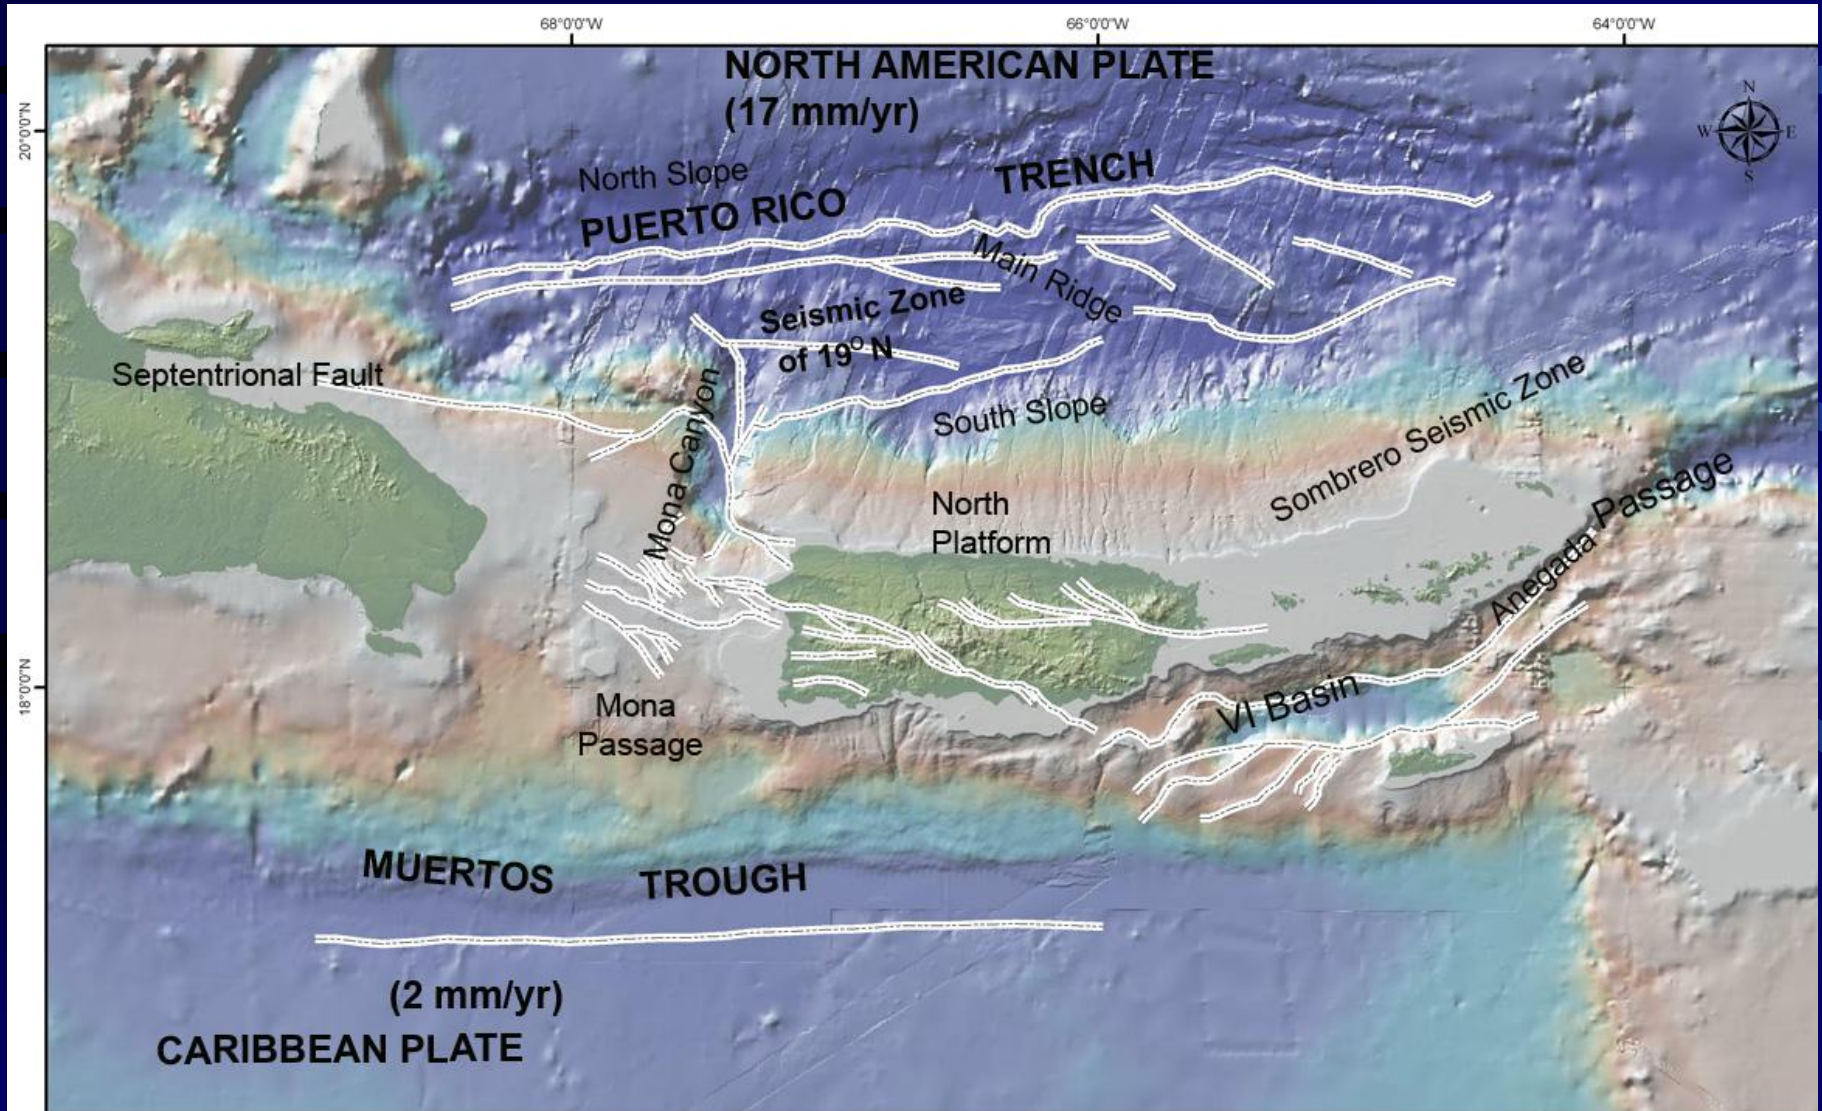 68°0'0"W
66°0'0"W
64°0'0"W
NORTH AMERICAN PLATE
(17 mm/yr)
N
W
E
S
20°0'0"N
North Slope
TRENCH
PUERTO RICO
Main Ridge
Seismic Zone
of 19° N
Septentrional Fault
South Slope
Sombrero Seismic Zone
Mona Canyon
North
Platform
Anegada Passage
18°0'0"N
Mona
Passage
VI Basin
MUERTOS TROUGH
(2 mm/yr)
CARIBBEAN PLATE